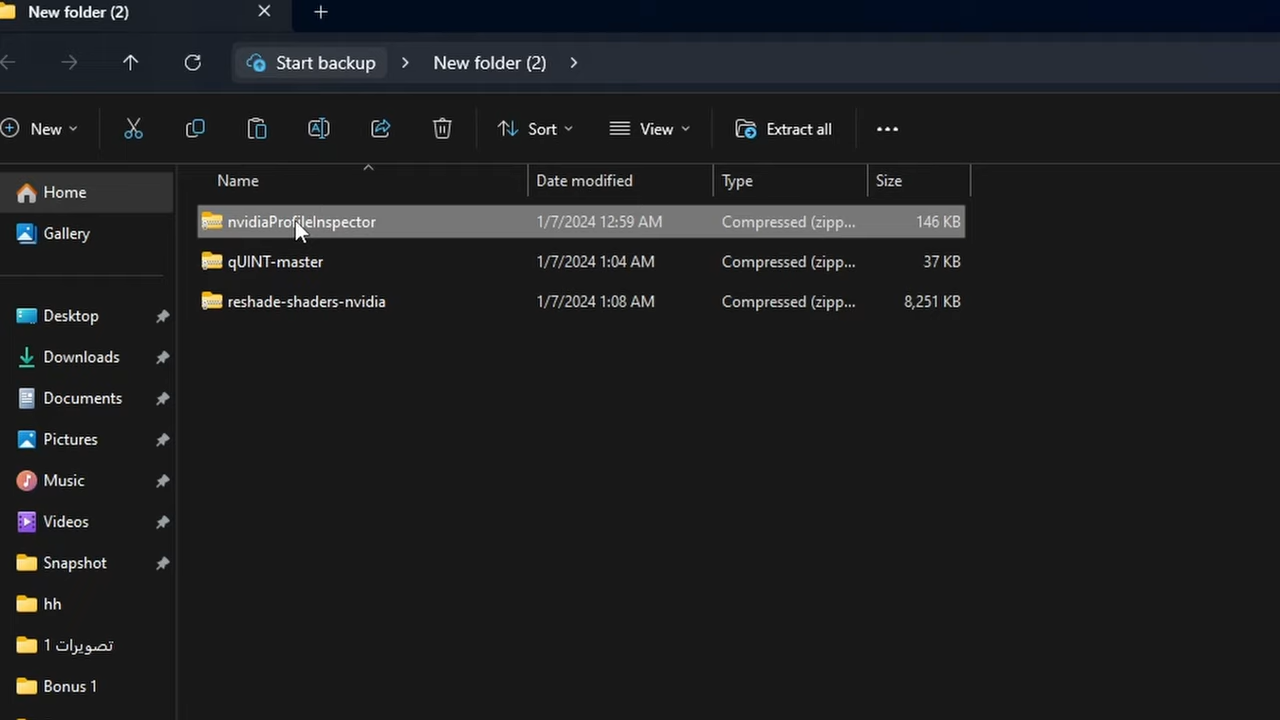 New folder (2)
Start backup > New folder (2) >
New Sort View Extract all
Name Date modified Type Size
Home
Gallery
nvidiaProfileInspector 1/7/2024 12:59 AM Compressed (zipp... 146 KB
qUINT-master 1/7/2024 1:04 AM Compressed (zipp... 37 KB
reshade-shaders-nvidia 1/7/2024 1:08 AM Compressed (zipp... 8,251 KB
Desktop
Downloads
Documents
Pictures
Music
Videos
Snapshot
hh
تصويرات 1
Bonus 1